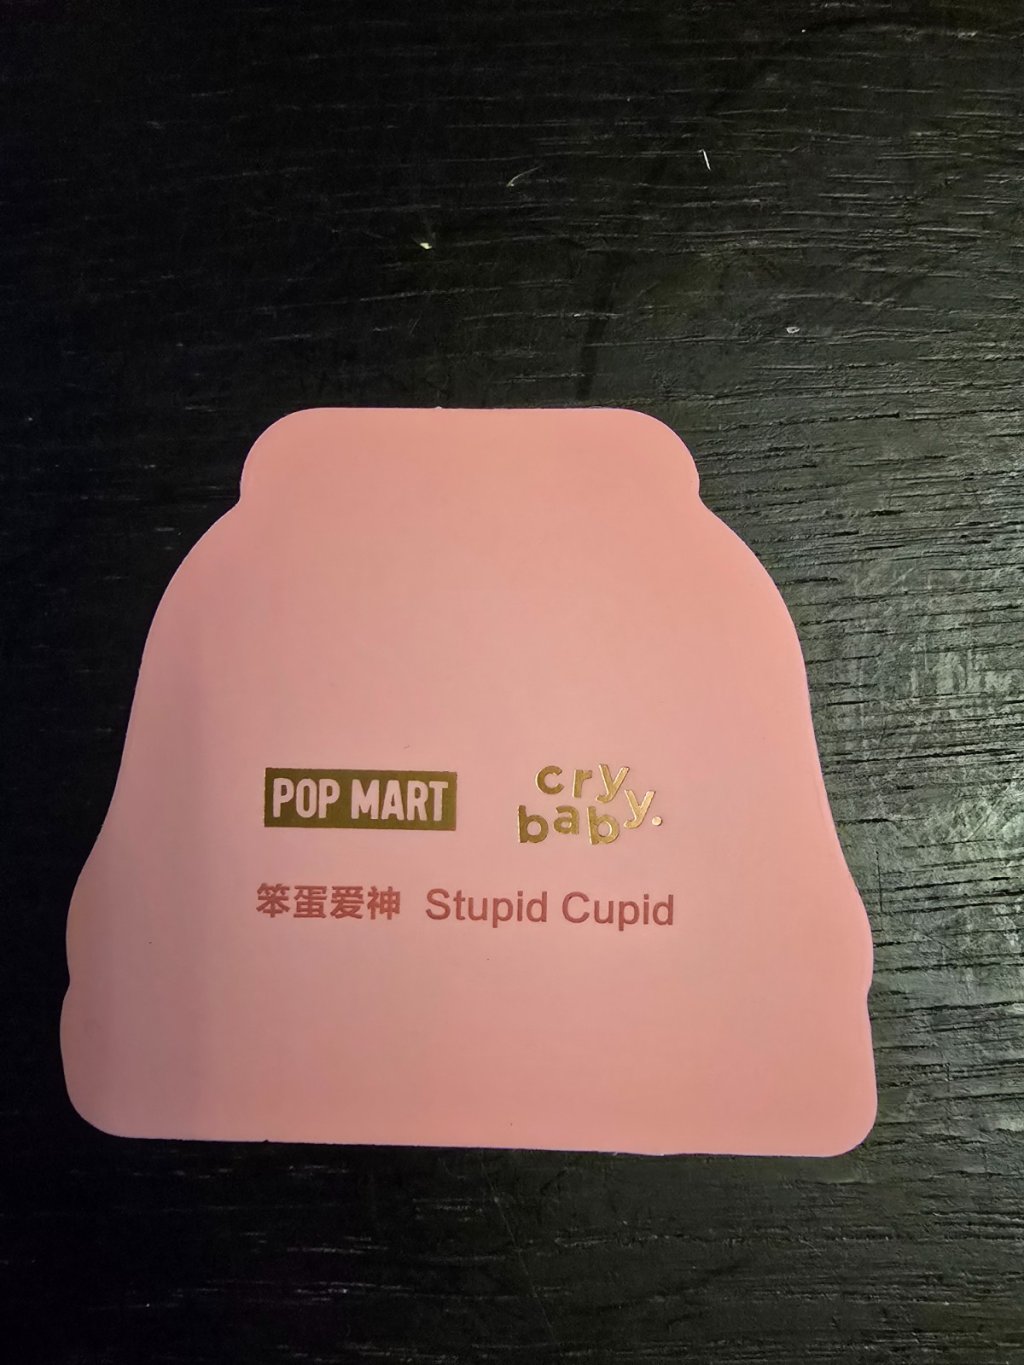 POP MART
cry
baby.
笨蛋爱神 Stupid Cupid